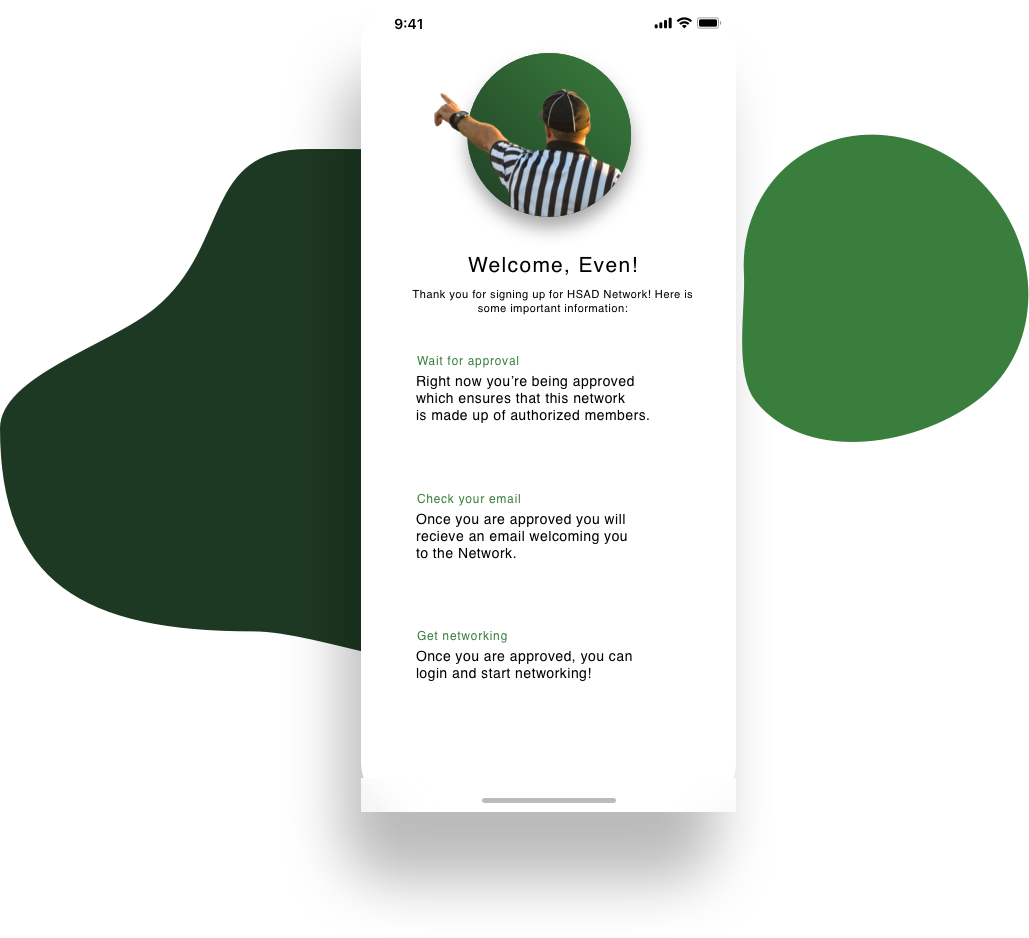 9:41
Welcome, Even!
Thank you for signing up for HSAD Network! Here is
some important information:
Wait for approval
Right now you’re being approved
which ensures that this network
is made up of authorized members.
Check your email
Once you are approved you will
recieve an email welcoming you
to the Network.
Get networking
Once you are approved, you can
login and start networking!